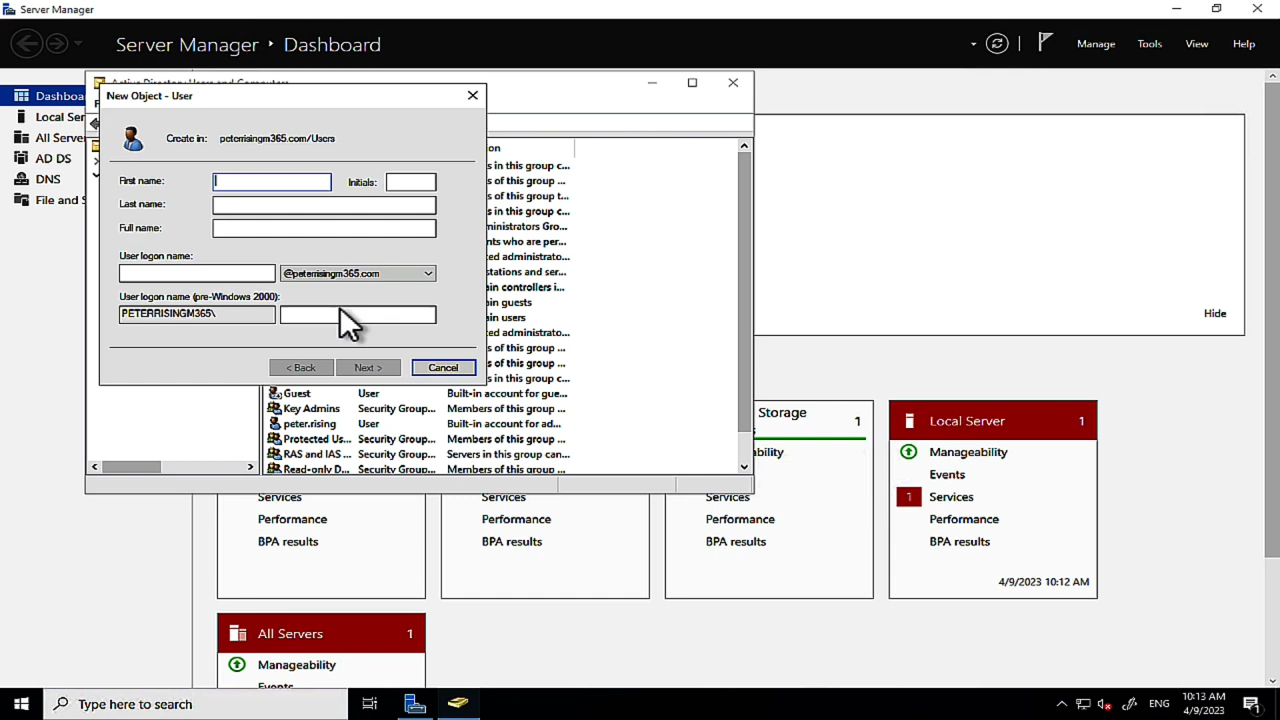 Server Manager
Server Manager • Dashboard
Manage Tools View Help
Dashboa
Local Ser
All Serve
AD DS
DNS
File and S
New Object - User
Create in: peterrisingm365.com/Users
First name: Initials:
Last name:
Full name:
User logon name:
@peterrisingm365.com
User logon name (pre-Windows 2000):
PETERRISINGM365\
< Back Next > Cancel
on
s in this group c...
s of this group ...
s of this group t...
s in this group c...
ministrators Gro...
nts who are per...
ed administrato...
stations and ser...
ain controllers i...
ain guests
ain users
ed administrato...
s of this group ...
s of this group ...
s in this group c...
Guest User Built-in account for gue...
Key Admins Security Group... Members of this group ...
peter.rising User Built-in account for ad...
Protected Us... Security Group... Members of this group ...
RAS and IAS ... Security Group... Servers in this group can...
Read-only D... Security Group... Members of this group ...
Hide
Storage 1
s
ability
Services
Performance
BPA results
Services
Performance
BPA results
Services
Performance
BPA results
Local Server 1
Manageability
Events
1 Services
Performance
BPA results
4/9/2023 10:12 AM
All Servers 1
Manageability
Events
Type here to search
ENG
10:13 AM
4/9/2023
1